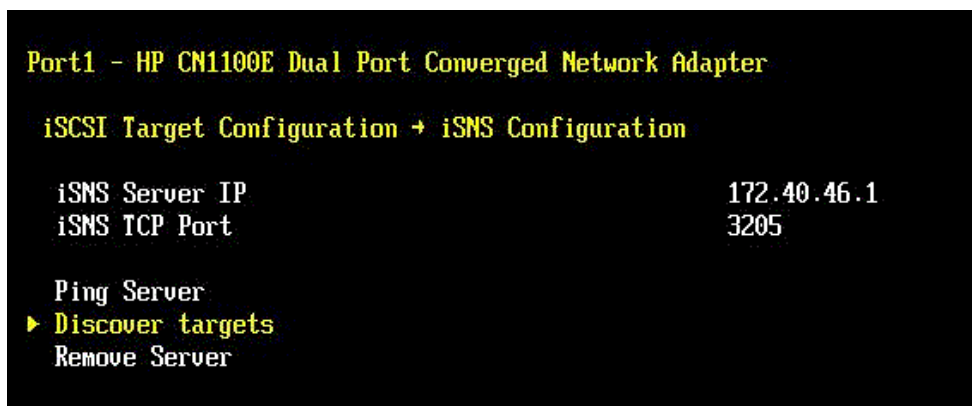 Port1 - HP CN1100E Dual Port Converged Network Adapter
iSCSI Target Configuration → iSNS Configuration
iSNS Server IP 172.40.46.1
iSNS TCP Port 3205
Ping Server
Discover targets
Remove Server